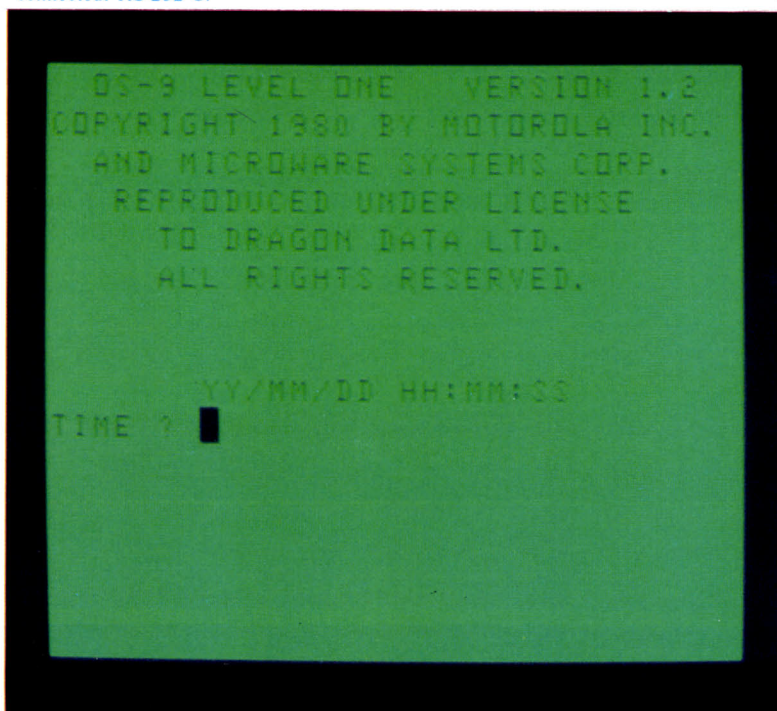 OS-9 LEVEL ONE VERSION 1.2
COPYRIGHT 1980 BY MOTOROLA INC.
AND MICROWARE SYSTEMS CORP.
REPRODUCED UNDER LICENSE
TO DRAGON DATA LTD.
ALL RIGHTS RESERVED.
YY/MM/DD HH:MM:SS
TIME ?